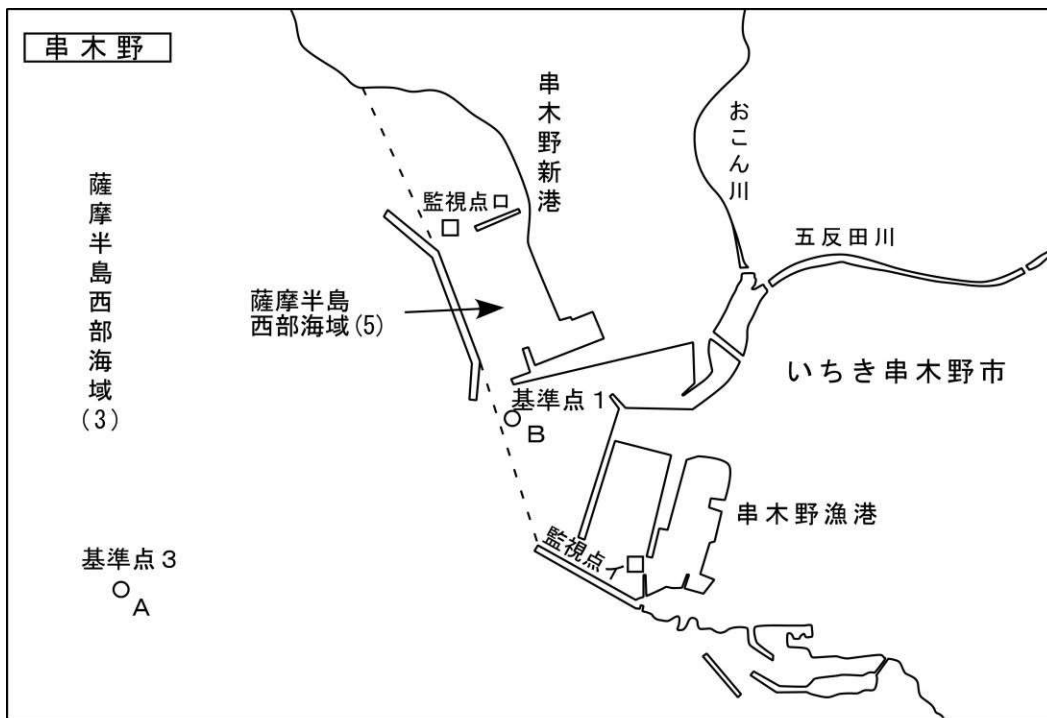 串木野
薩摩半島西部海域
(3)
串木野新港
おこん川
五反田川
監視点ロ
薩摩半島
西部海域(5)
いちき串木野市
基準点1
B
串木野漁港
監視点イ
基準点3
A